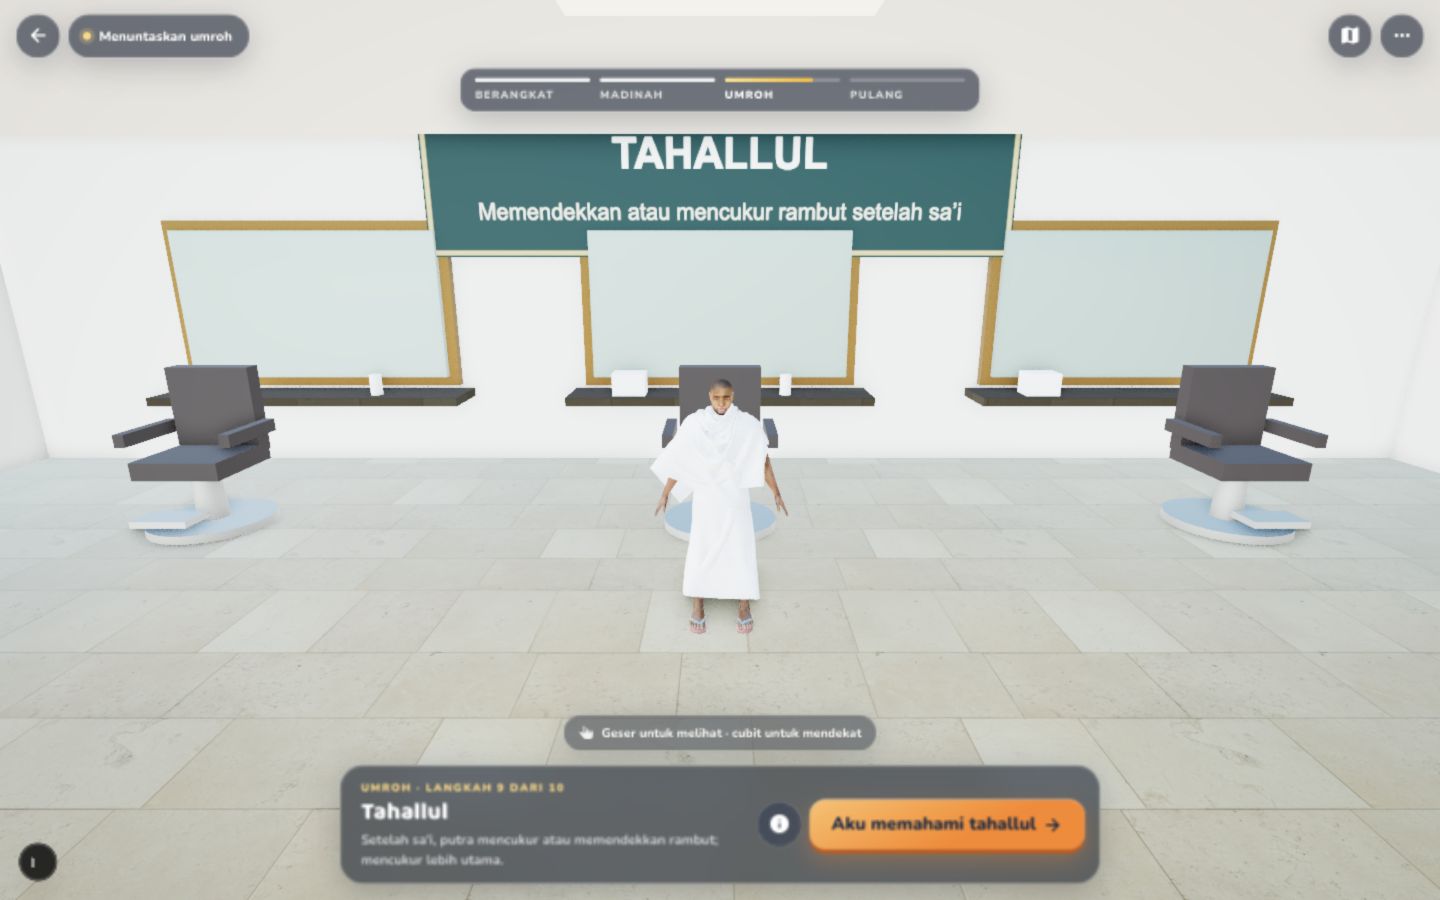 Menuntaskan umroh
BERANGKAT
MADINAH
UMROH
PULANG
TAHALLUL
Memendekkan atau mencukur rambut setelah sa'i
Geser untuk melihat · cubit untuk mendekat
UMROH · LANGKAH 9 DARI 10
Tahallul
Setelah sa'i, putra mencukur atau memendekkan rambut;
mencukur lebih utama.
Aku memahami tahallul →